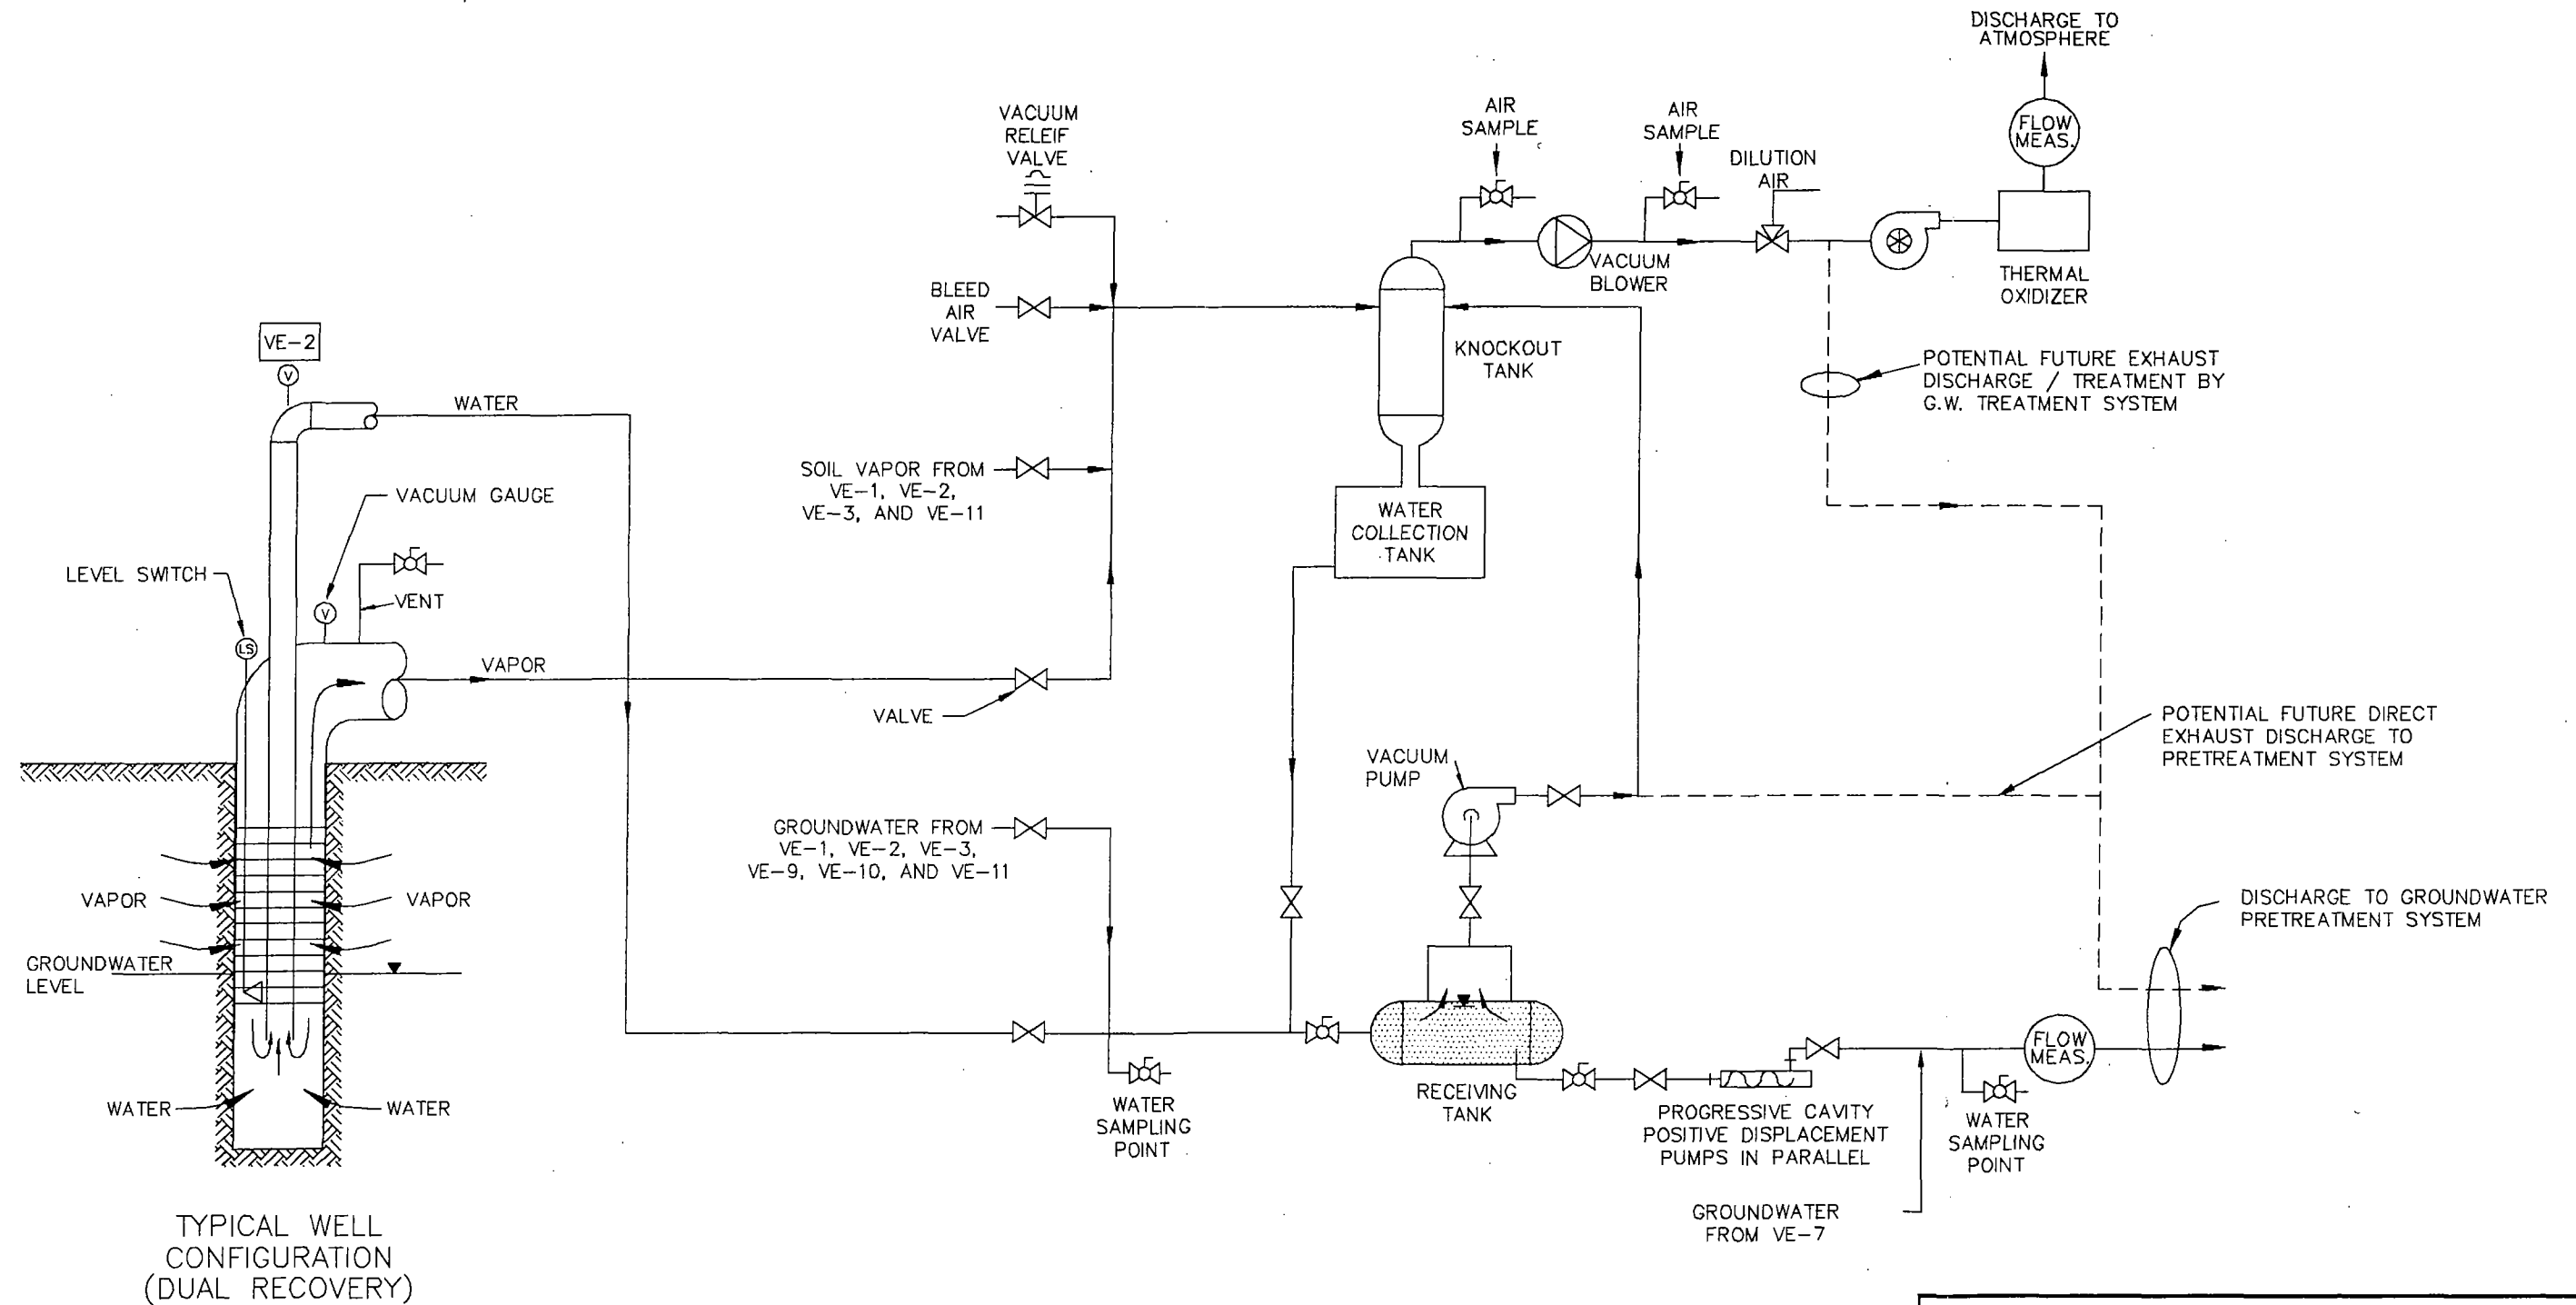 DISCHARGE TO
ATMOSPHERE
FLOW
MEAS.
THERMAL
OXIDIZER
AIR
SAMPLE
AIR
SAMPLE
DILUTION
AIR
VACUUM
BLOWER
VACUUM
RELEIF
VALVE
BLEED
AIR
VALVE
KNOCKOUT
TANK
POTENTIAL FUTURE EXHAUST
DISCHARGE / TREATMENT BY
G.W. TREATMENT SYSTEM
VE-2
V
WATER
SOIL VAPOR FROM
VE-1, VE-2,
VE-3, AND VE-11
WATER
COLLECTION
TANK
VACUUM GAUGE
LEVEL SWITCH
VENT
V
LS
VAPOR
VALVE
POTENTIAL FUTURE DIRECT
EXHAUST DISCHARGE TO
PRETREATMENT SYSTEM
VACUUM
PUMP
GROUNDWATER FROM
VE-1, VE-2, VE-3,
VE-9, VE-10, AND VE-11
VAPOR
VAPOR
DISCHARGE TO GROUNDWATER
PRETREATMENT SYSTEM
GROUNDWATER
LEVEL
FLOW
MEAS.
WATER
WATER
WATER
SAMPLING
POINT
RECEIVING
TANK
PROGRESSIVE CAVITY
POSITIVE DISPLACEMENT
PUMPS IN PARALLEL
WATER
SAMPLING
POINT
GROUNDWATER
FROM VE-7
TYPICAL WELL
CONFIGURATION
(DUAL RECOVERY)